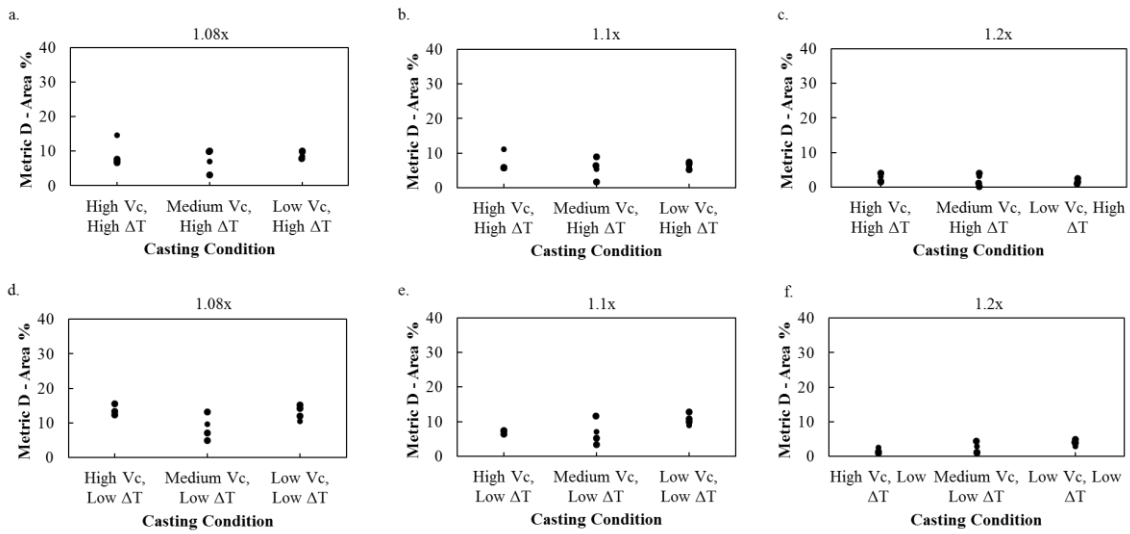 a.
1.08x
Metric D - Area %
40
30
20
10
0
High Vc,
High ΔT
Medium Vc,
High ΔT
Low Vc,
High ΔT
Casting Condition
b.
1.1x
Metric D - Area %
40
30
20
10
0
High Vc,
High ΔT
Medium Vc,
High ΔT
Low Vc,
High ΔT
Casting Condition
c.
1.2x
Metric D - Area %
40
30
20
10
0
High Vc,
High ΔT
Medium Vc,
High ΔT
Low Vc, High
ΔT
Casting Condition
d.
1.08x
Metric D - Area %
40
30
20
10
0
High Vc,
Low ΔT
Medium Vc,
Low ΔT
Low Vc,
Low ΔT
Casting Condition
e.
1.1x
Metric D - Area %
40
30
20
10
0
High Vc,
Low ΔT
Medium Vc,
Low ΔT
Low Vc,
Low ΔT
Casting Condition
f.
1.2x
Metric D - Area %
40
30
20
10
0
High Vc, Low
ΔT
Medium Vc,
Low ΔT
Low Vc, Low
ΔT
Casting Condition